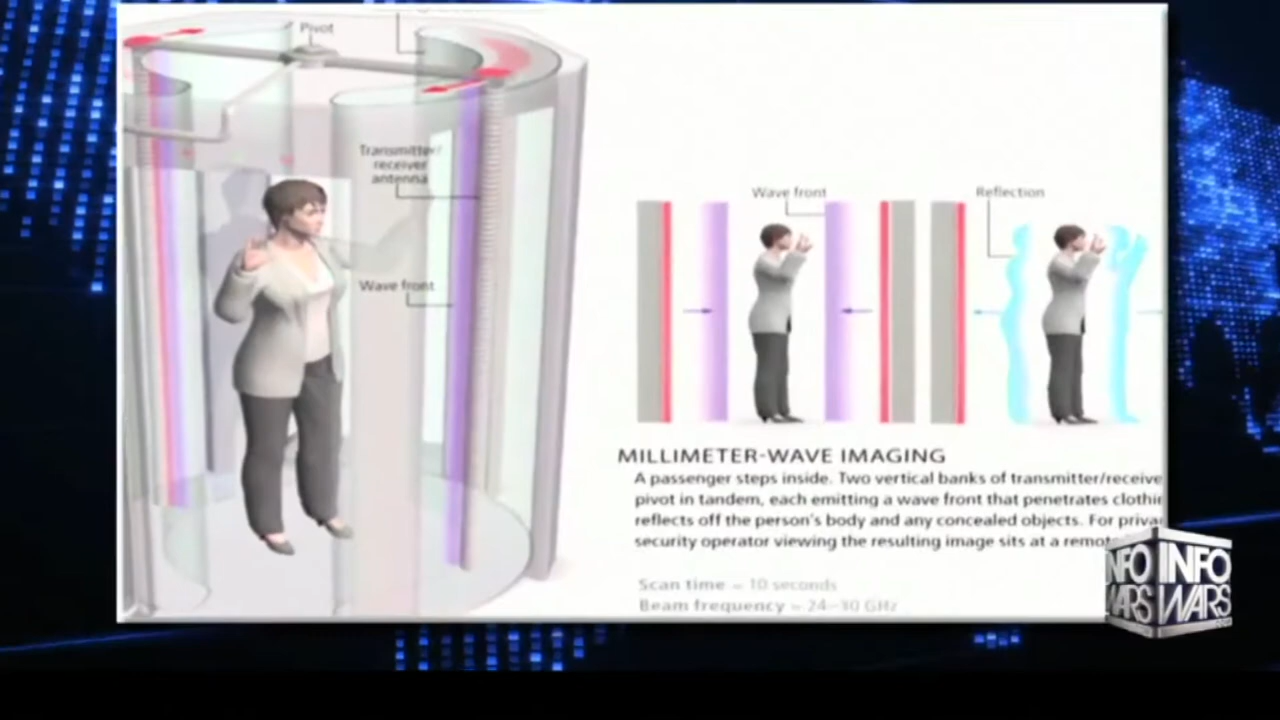 Pivot
Transmitter/
receiver
antenna
Wave front
Wave front
Reflection
MILLIMETER-WAVE IMAGING
A passenger steps inside. Two vertical banks of transmitter/receive
pivot in tandem, each emitting a wave front that penetrates clothin
reflects off the person's body and any concealed objects. For priva
security operator viewing the resulting image sits at a remot
Scan time = 10 seconds
Beam frequency = 24–30 GHz
INFO INFO
WARS WARS